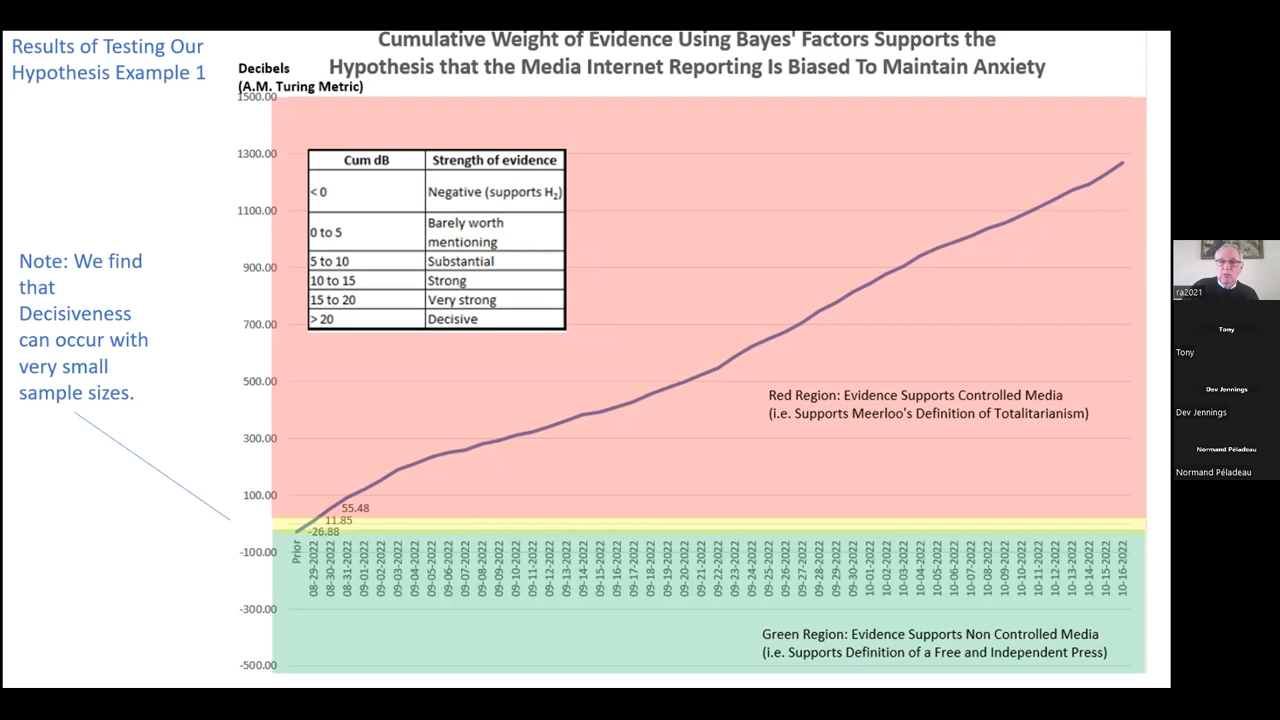 Results of Testing Our
Hypothesis Example 1
Cumulative Weight of Evidence Using Bayes' Factors Supports the
Hypothesis that the Media Internet Reporting Is Biased To Maintain Anxiety
Decibels
(A.M. Turing Metric)
1500.00
1300.00
1100.00
900.00
700.00
500.00
300.00
100.00
-100.00
-300.00
-500.00
Cum dB Strength of evidence
< 0 Negative (supports H₂)
0 to 5 Barely worth
mentioning
5 to 10 Substantial
10 to 15 Strong
15 to 20 Very strong
> 20 Decisive
Note: We find
that
Decisiveness
can occur with
very small
sample sizes.
Red Region: Evidence Supports Controlled Media
(i.e. Supports Meerloo's Definition of Totalitarianism)
55.48
11.85
-26.88
Prior
08-29-2022
08-30-2022
08-31-2022
09-01-2022
09-02-2022
09-03-2022
09-04-2022
09-05-2022
09-06-2022
09-07-2022
09-08-2022
09-09-2022
09-10-2022
09-11-2022
09-12-2022
09-13-2022
09-14-2022
09-15-2022
09-16-2022
09-17-2022
09-18-2022
09-19-2022
09-20-2022
09-21-2022
09-22-2022
09-23-2022
09-24-2022
09-25-2022
09-26-2022
09-27-2022
09-28-2022
09-29-2022
09-30-2022
10-01-2022
10-02-2022
10-03-2022
10-04-2022
10-05-2022
10-06-2022
10-07-2022
10-08-2022
10-09-2022
10-10-2022
10-11-2022
10-12-2022
10-13-2022
10-14-2022
10-15-2022
10-16-2022
Green Region: Evidence Supports Non Controlled Media
(i.e. Supports Definition of a Free and Independent Press)
ra2021
Tony
Tony
Dev Jennings
Dev Jennings
Normand Péladeau
Normand Péladeau